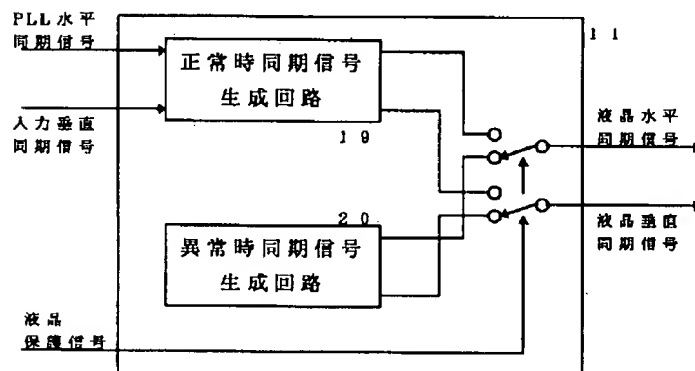 PLL水平
同期信号
入力垂直
同期信号
正常時同期信号
生成回路
19
11
液晶水平
同期信号
20
異常時同期信号
生成回路
液晶垂直
同期信号
液晶
保護信号